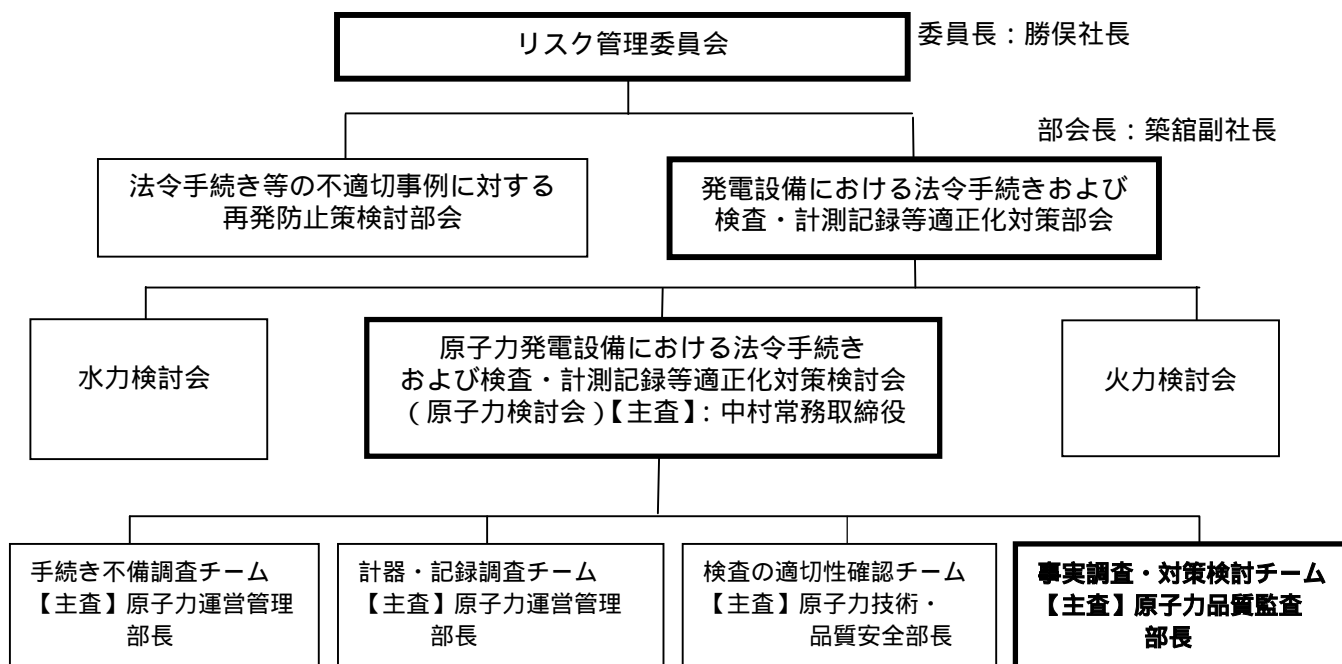 リスク管理委員会
委員長：勝俣社長
部会長：築舘副社長
法令手続き等の不適切事例に対する
再発防止策検討部会
発電設備における法令手続きおよび
検査・計測記録等適正化対策部会
水力検討会
原子力発電設備における法令手続き
および検査・計測記録等適正化対策検討会
（原子力検討会）【主査】：中村常務取締役
火力検討会
手続き不備調査チーム
【主査】原子力運営管理
部長
計器・記録調査チーム
【主査】原子力運営管理
部長
検査の適切性確認チーム
【主査】原子力技術・
品質安全部長
事実調査・対策検討チーム
【主査】原子力品質監査
部長